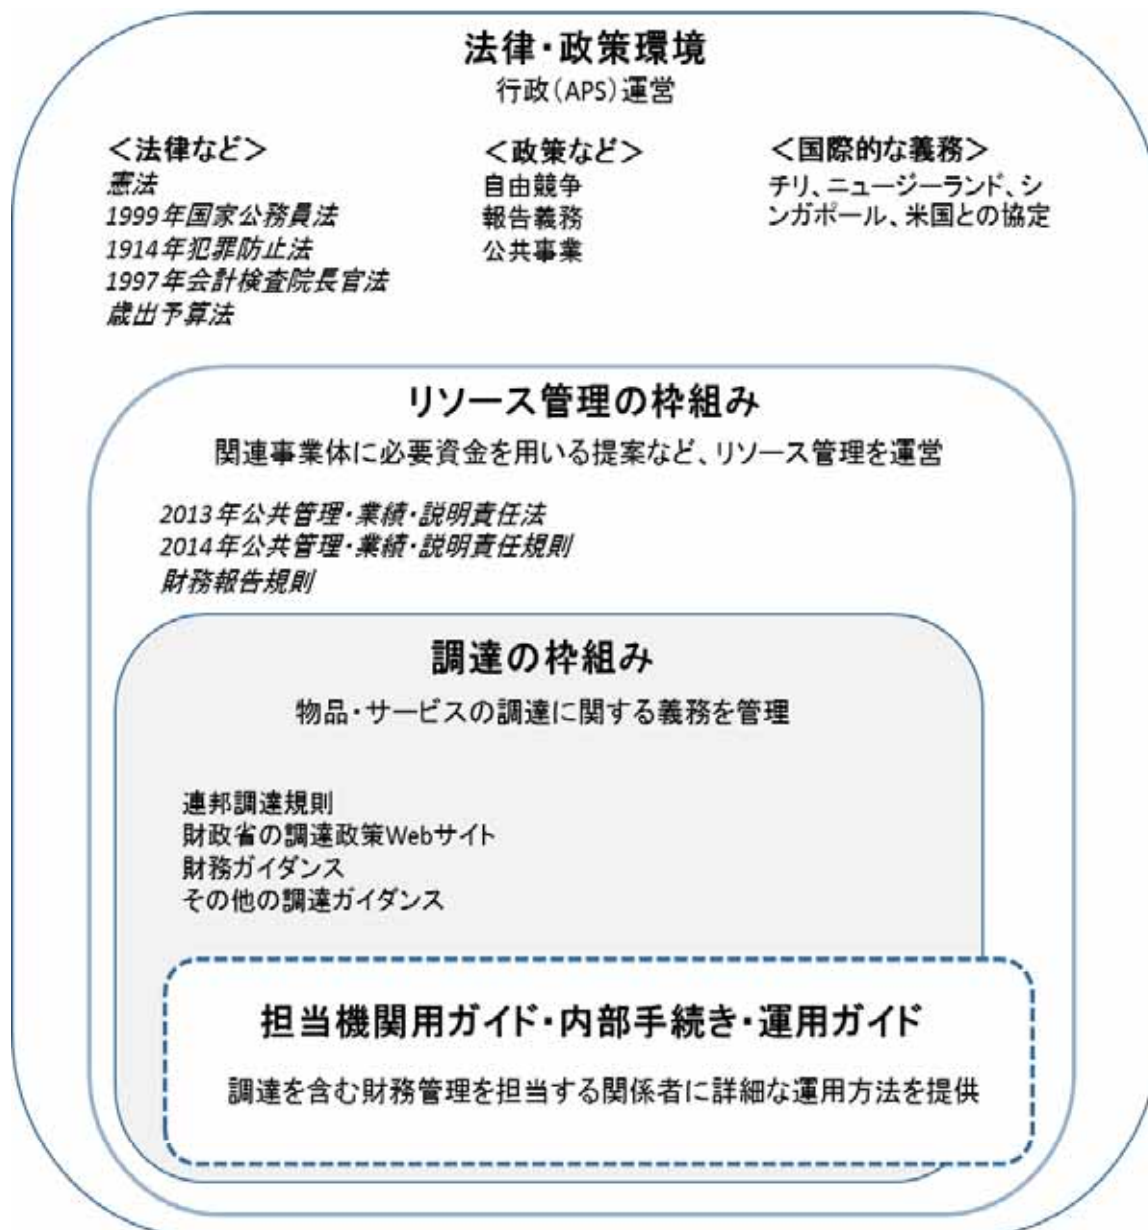 法律・政策環境
行政(APS)運営
＜法律など＞
憲法
1999年国家公務員法
1914年犯罪防止法
1997年会計検査院長官法
歳出予算法
＜政策など＞
自由競争
報告義務
公共事業
＜国際的な義務＞
チリ、ニュージーランド、シ
ンガポール、米国との協定
リソース管理の枠組み
関連事業体に必要資金を用いる提案など、リソース管理を運営
2013年公共管理・業績・説明責任法
2014年公共管理・業績・説明責任規則
財務報告規則
調達の枠組み
物品・サービスの調達に関する義務を管理
連邦調達規則
財政省の調達政策Webサイト
財務ガイダンス
その他の調達ガイダンス
担当機関用ガイド・内部手続き・運用ガイド
調達を含む財務管理を担当する関係者に詳細な運用方法を提供